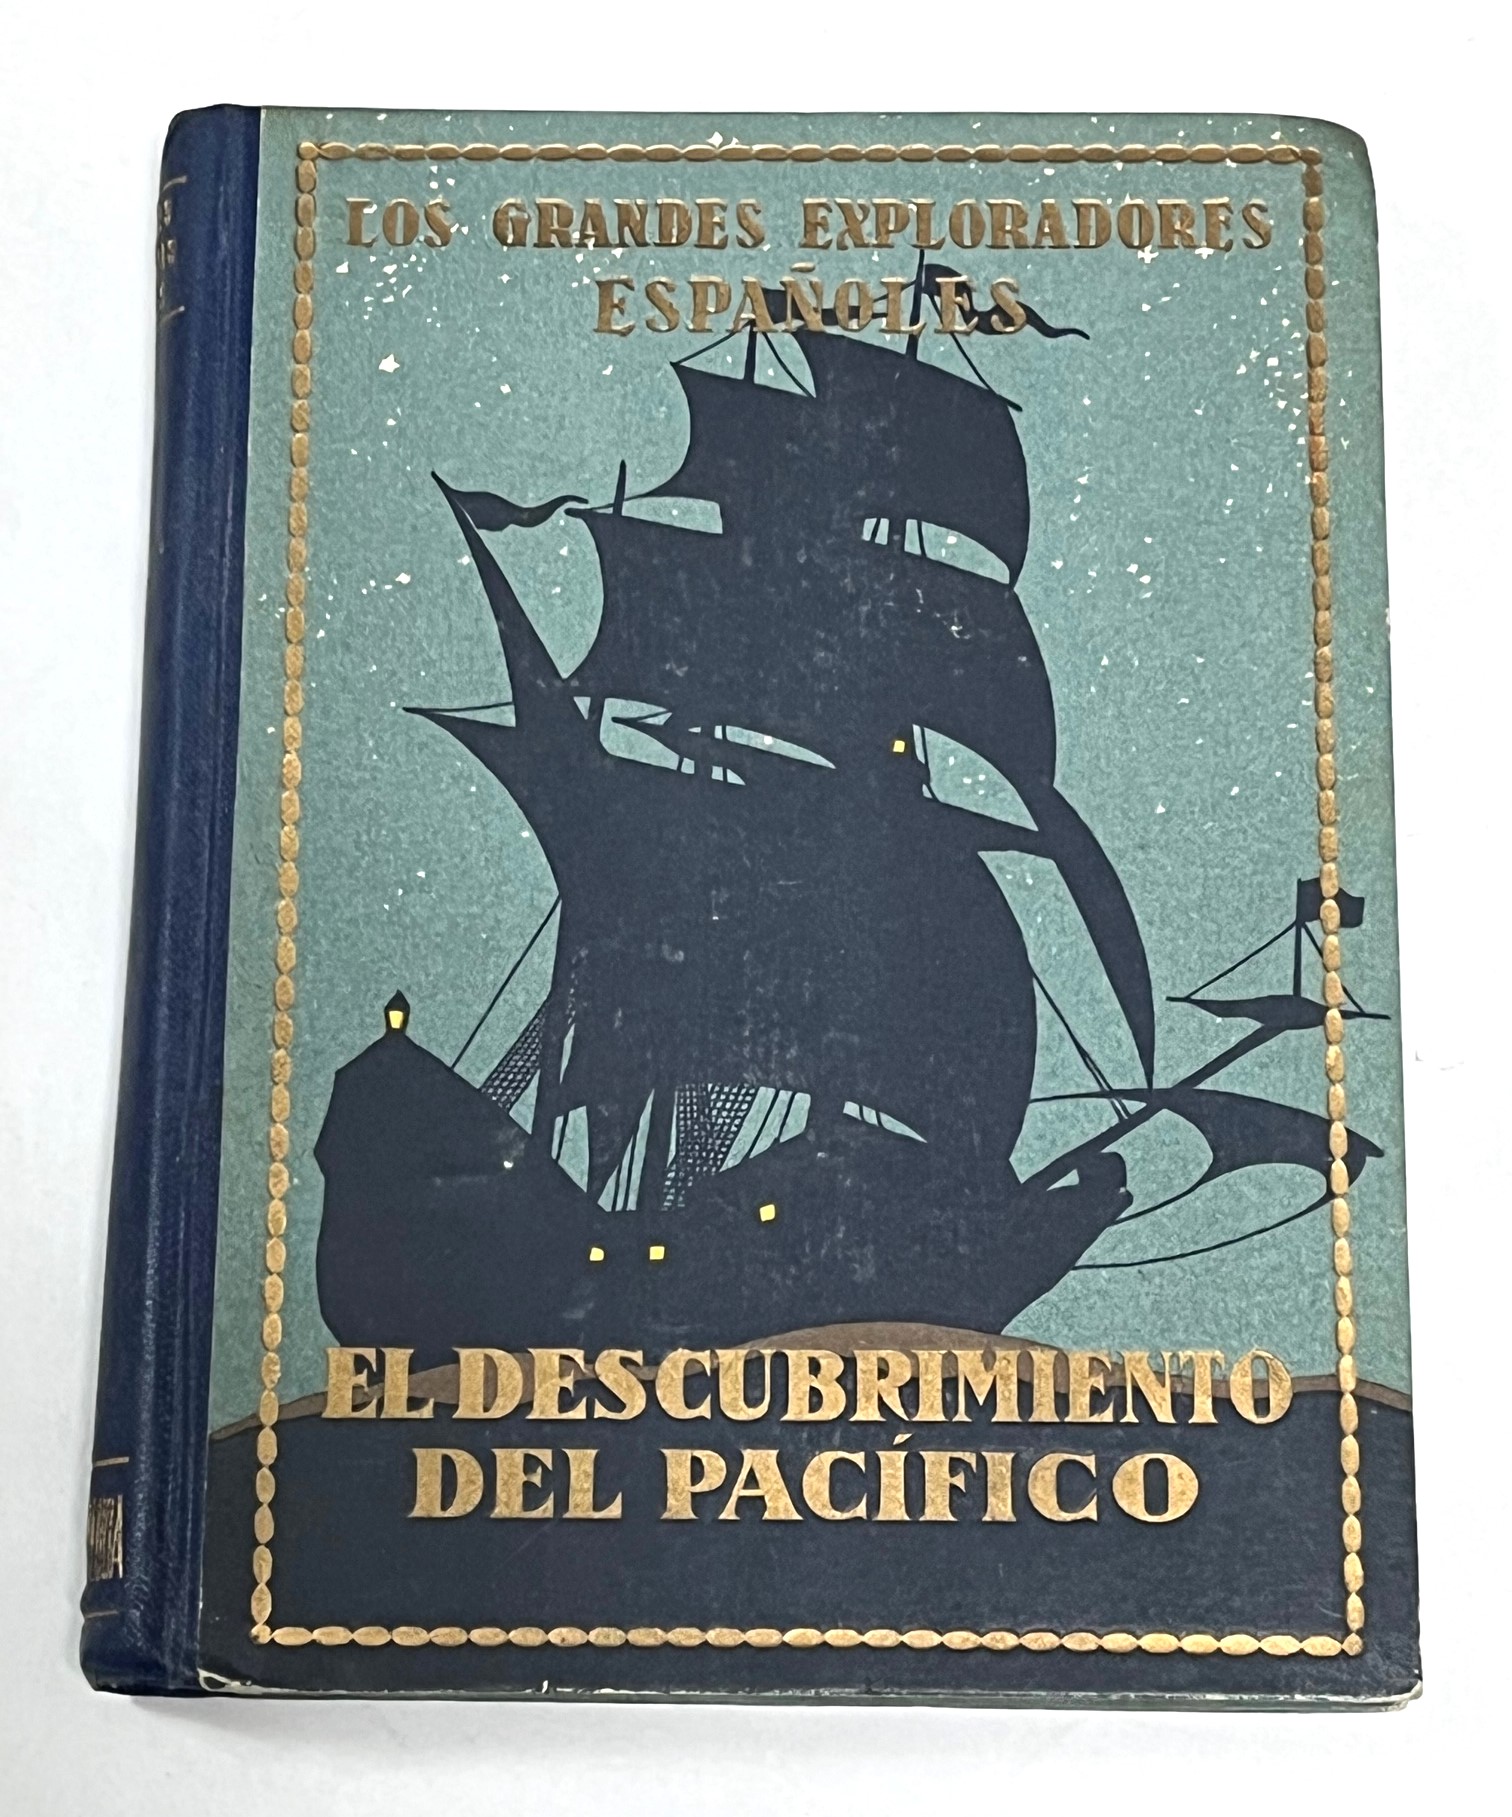 LOS GRANDES EXPLORADORES
ESPAÑOLES
EL DESCUBRIMIENTO
DEL PACÍFICO